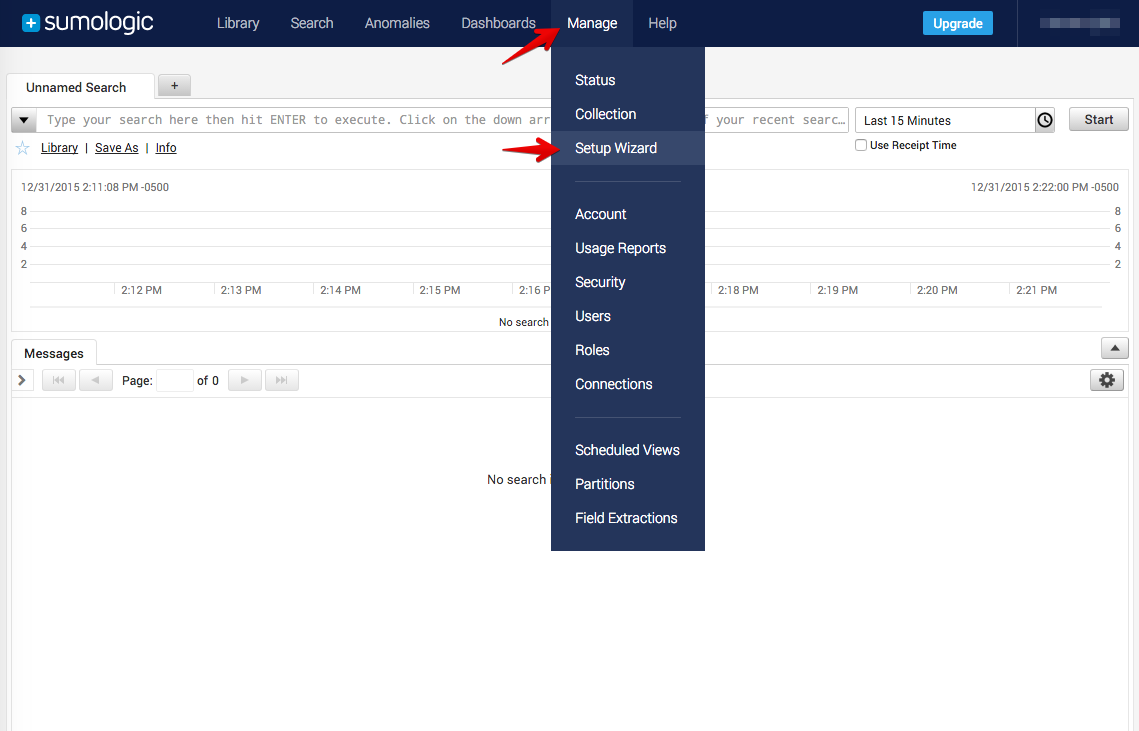 sumologic Library Search Anomalies Dashboards Manage Help Upgrade
Unnamed Search +
Type your search here then hit ENTER to execute. Click on the down arr f your recent searc… Last 15 Minutes Start
Library | Save As | Info Use Receipt Time
Status
Collection
Setup Wizard
Account
Usage Reports
Security
Users
Roles
Connections
Scheduled Views
Partitions
Field Extractions
12/31/2015 2:11:08 PM -0500 12/31/2015 2:22:00 PM -0500
8 8
6 6
4 4
2 2
2:12 PM 2:13 PM 2:14 PM 2:15 PM 2:16 P 2:18 PM 2:19 PM 2:20 PM 2:21 PM
No search
Messages
Page: of 0
No search